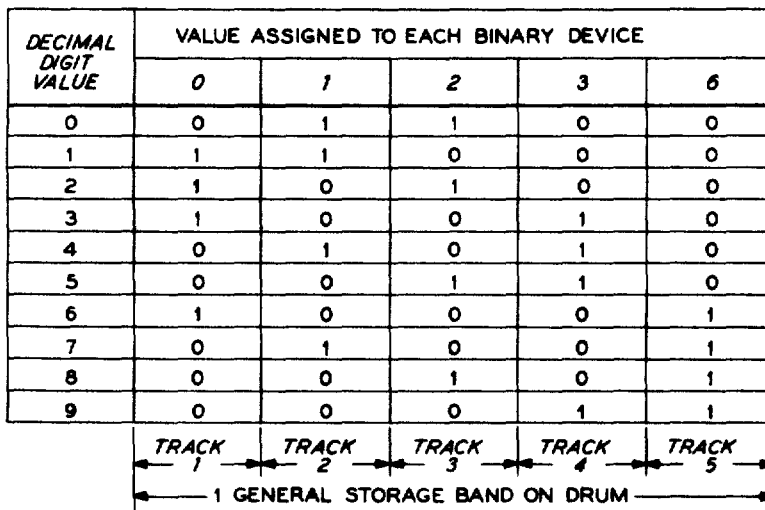 DECIMAL DIGIT VALUE
VALUE ASSIGNED TO EACH BINARY DEVICE
0 1 2 3 6
0 0 1 1 0 0
1 1 1 0 0 0
2 1 0 1 0 0
3 1 0 0 1 0
4 0 1 0 1 0
5 0 0 1 1 0
6 1 0 0 0 1
7 0 1 0 0 1
8 0 0 1 0 1
9 0 0 0 1 1
TRACK 1 TRACK 2 TRACK 3 TRACK 4 TRACK 5
1 GENERAL STORAGE BAND ON DRUM